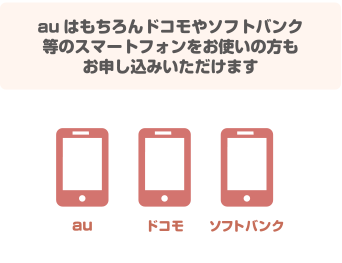 auはもちろんドコモやソフトバンク
等のスマートフォンをお使いの方も
お申し込みいただけます
au
ドコモ
ソフトバンク